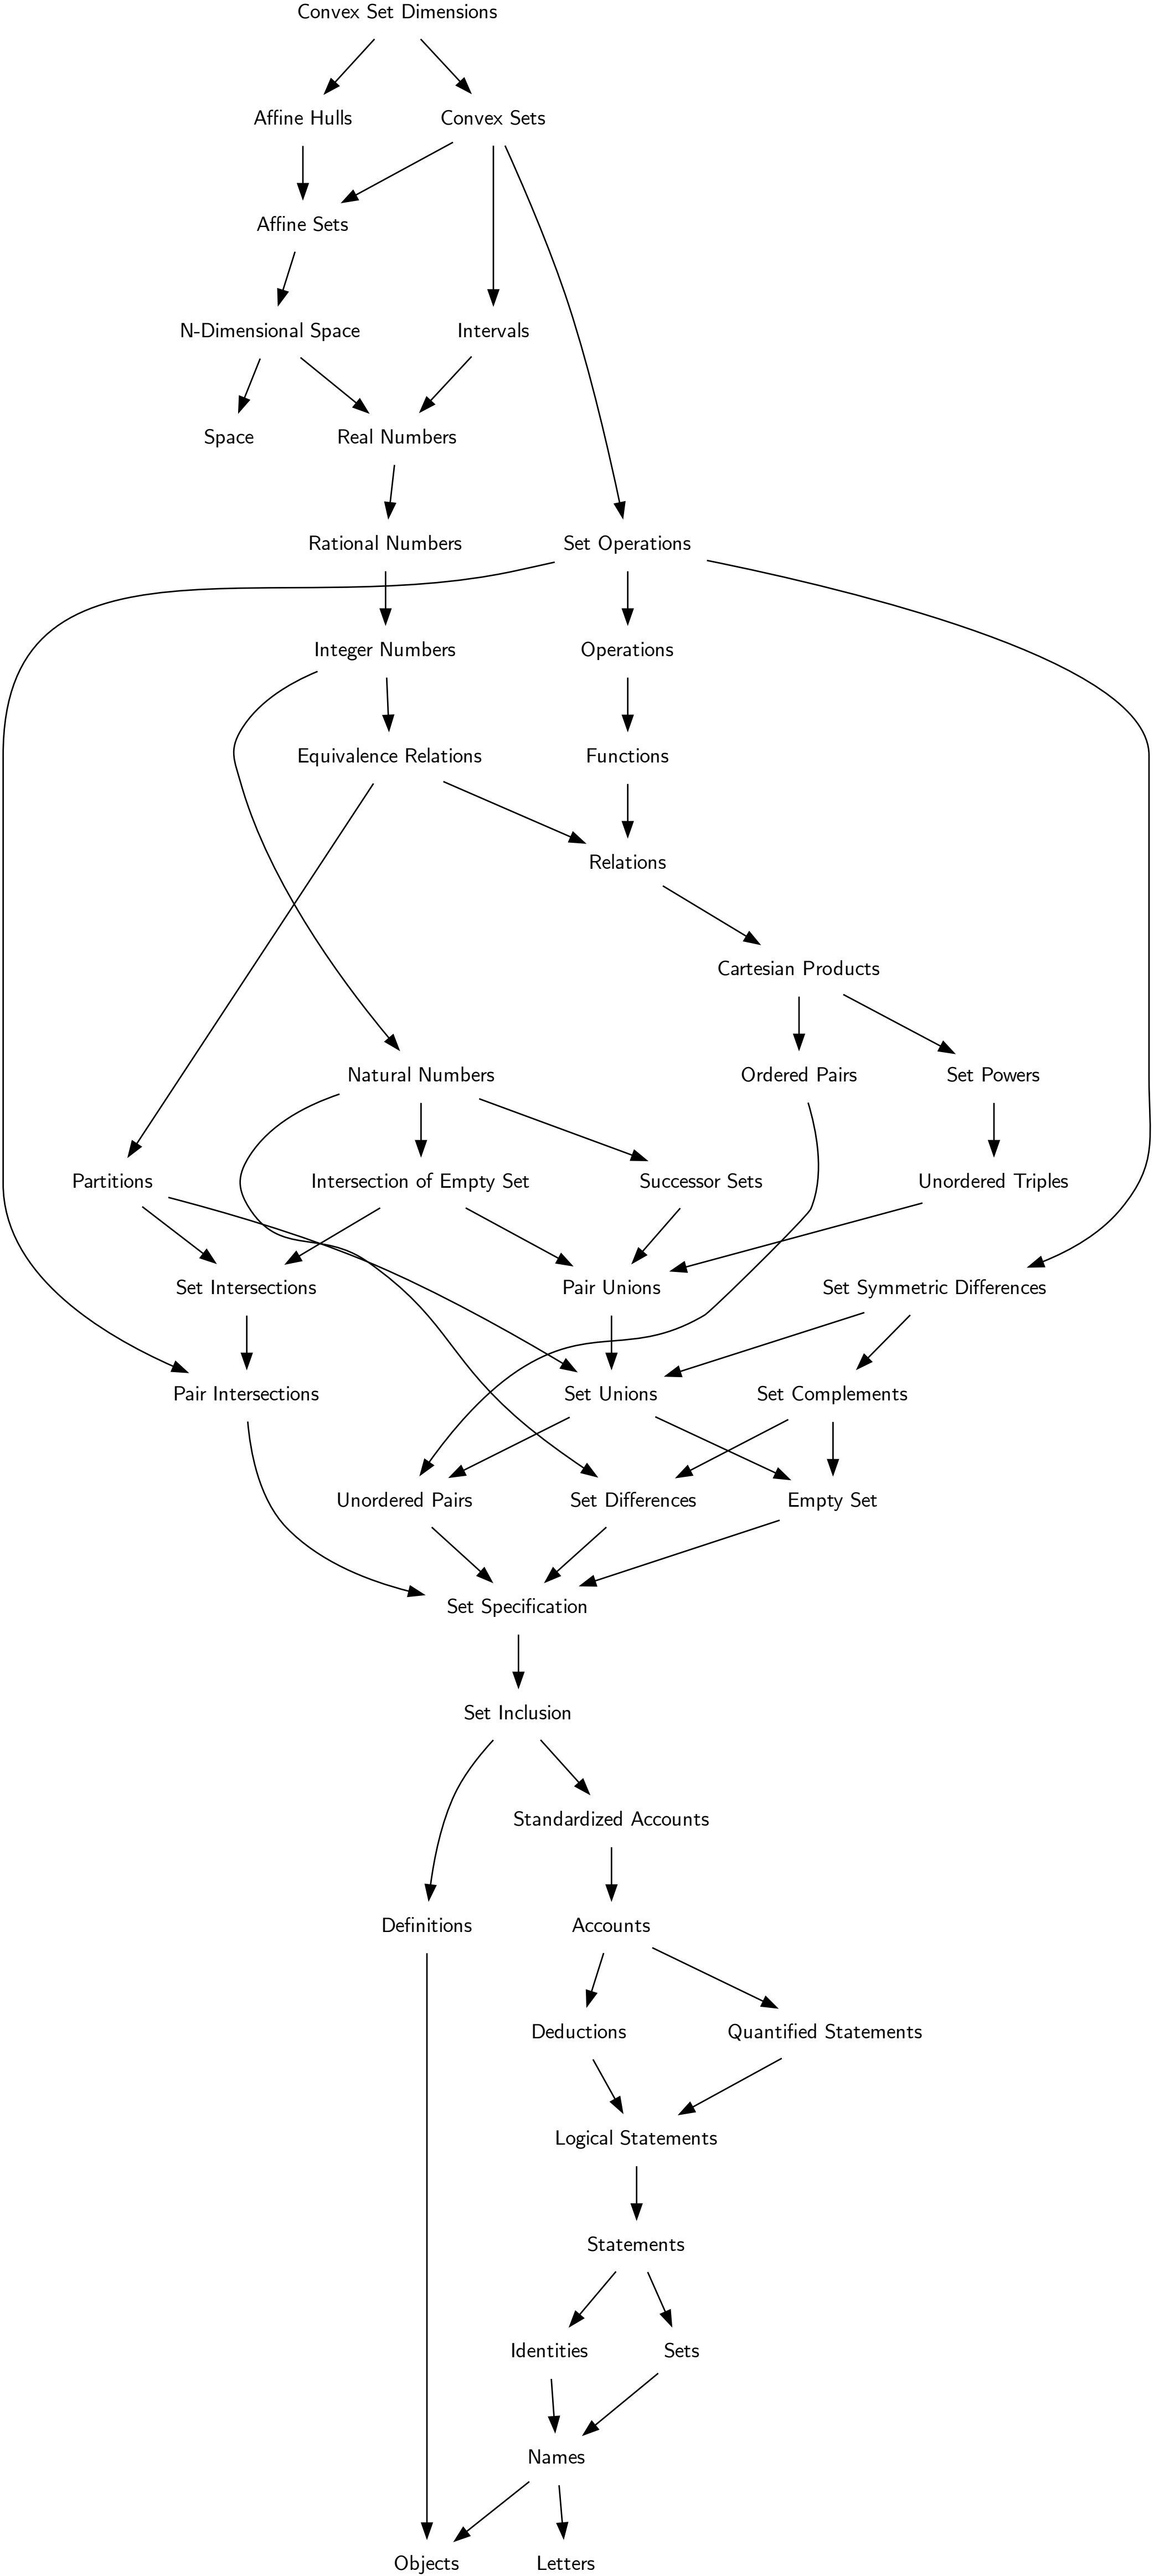 Convex Set Dimensions
Affine Hulls
Convex Sets
Affine Sets
N-Dimensional Space
Intervals
Space
Real Numbers
Rational Numbers
Set Operations
Integer Numbers
Operations
Equivalence Relations
Functions
Relations
Cartesian Products
Natural Numbers
Ordered Pairs
Set Powers
Partitions
Intersection of Empty Set
Successor Sets
Unordered Triples
Set Intersections
Pair Unions
Set Symmetric Differences
Pair Intersections
Set Unions
Set Complements
Unordered Pairs
Set Differences
Empty Set
Set Specification
Set Inclusion
Standardized Accounts
Definitions
Accounts
Deductions
Quantified Statements
Logical Statements
Statements
Identities
Sets
Names
Objects
Letters